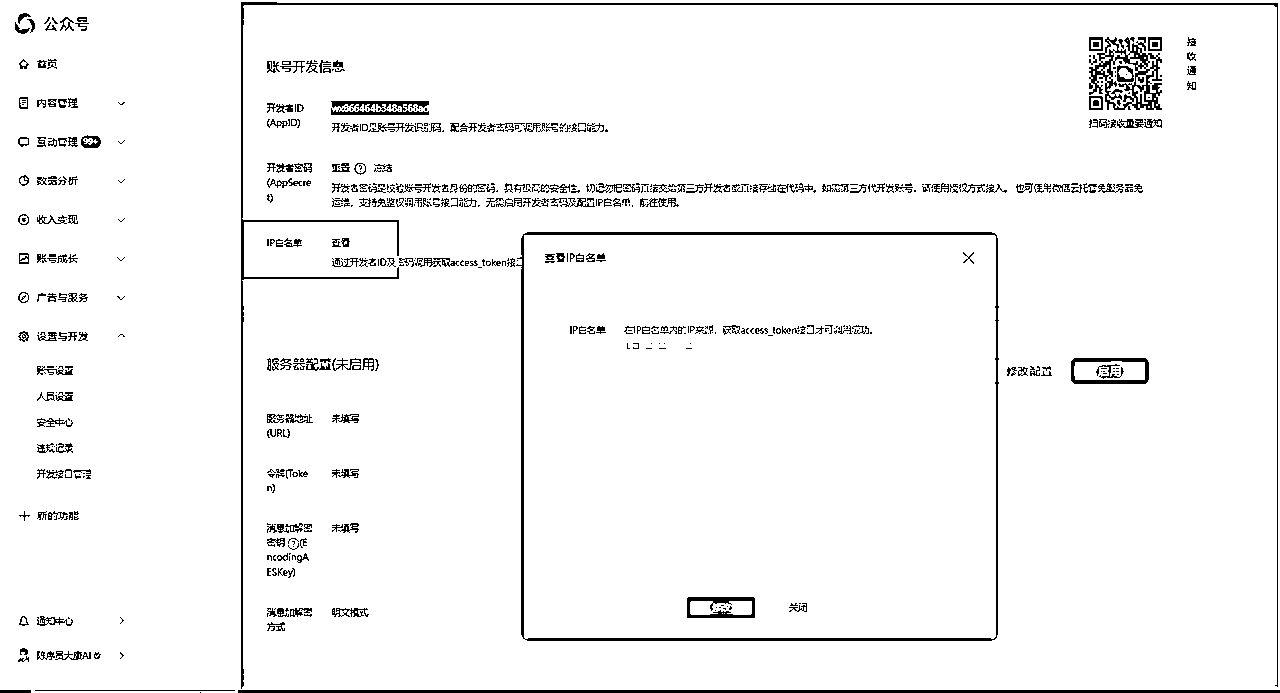 公众号
首页
内容管理
互动管理 99+
数据分析
收入变现
账号成长
广告与服务
设置与开发
账号设置
人员设置
安全中心
违规记录
开发接口管理
新的功能
通知中心
账号开发信息
开发者ID
(AppID)
wx866464b348a568ad
开发者ID是账号开发识别码，配合开发者密码可调用账号的接口能力。
开发者密码
(AppSecre
t)
重置 冻结
开发者密码是校验账号开发者身份的密码，具有极高的安全性。切记勿把密码直接交给第三方开发者或直接存储在代码中。如需第三方代开发账号，请使用授权方式接入。 也可使用微信云托管免服务器免
运维，支持免鉴权调用账号接口能力，无需启用开发者密码及配置IP白名单，前往使用。
IP白名单
查看
通过开发者ID及密码调用获取access_token接口
服务器配置(未启用)
修改配置
启用
服务器地址
(URL)
未填写
令牌(Toke
n)
未填写
消息加解密
密钥 (E
ncodingA
ESKey)
未填写
消息加解密
方式
明文模式
接收通知
扫码接收重要通知
查看IP白名单
IP白名单
在IP白名单内的IP来源，获取access_token接口才可调用成功。
关闭